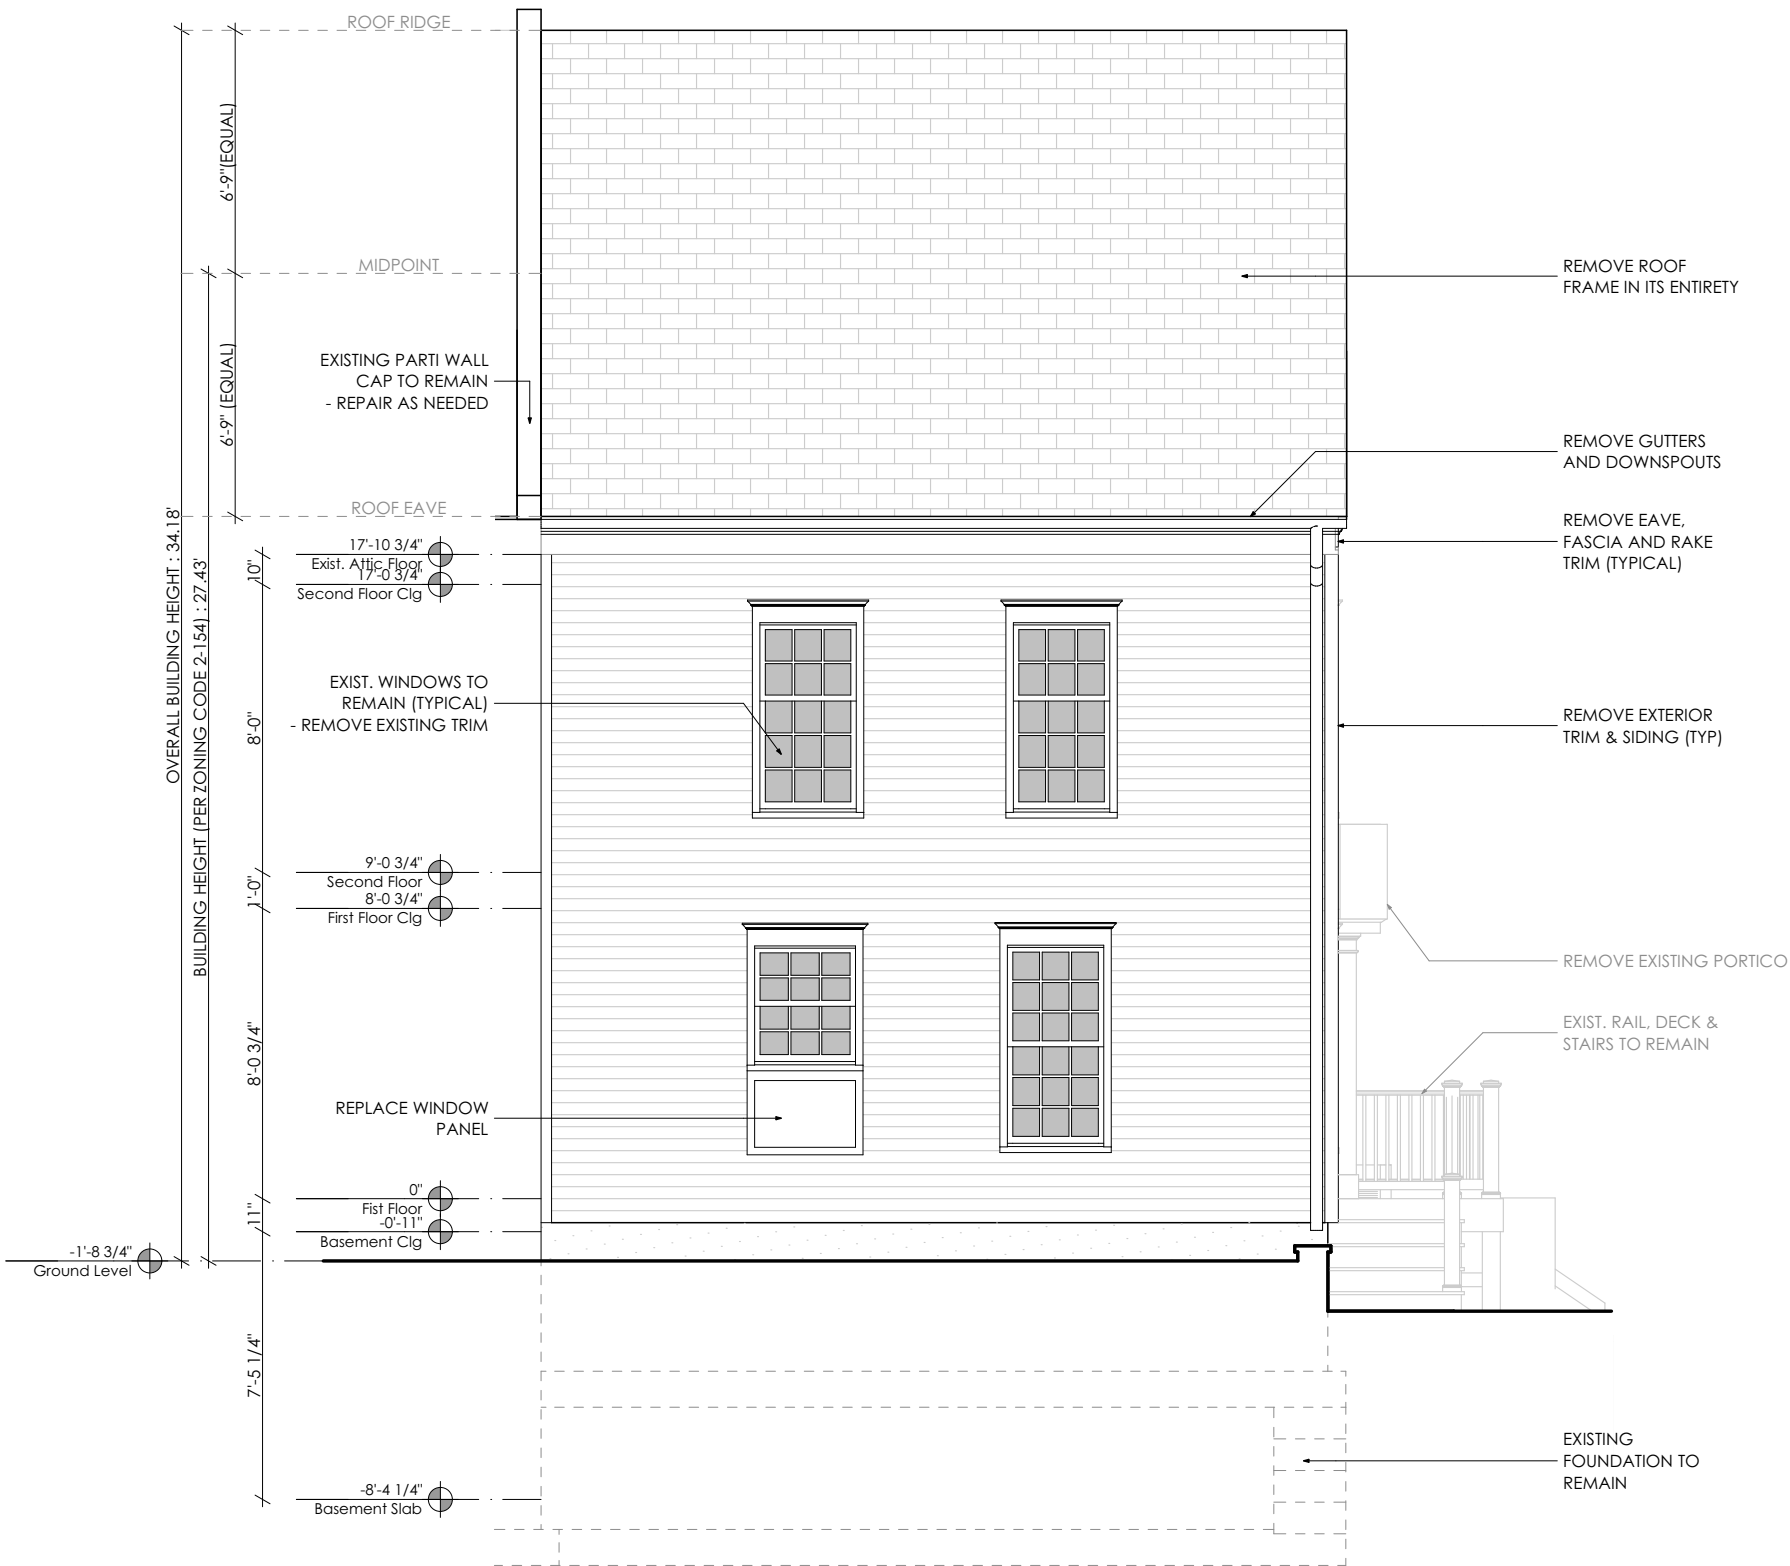 ROOF RIDGE
6'-9" (EQUAL)
MIDPOINT
REMOVE ROOF
FRAME IN ITS ENTIRETY
EXISTING PARTI WALL
CAP TO REMAIN
- REPAIR AS NEEDED
6'-9" (EQUAL)
REMOVE GUTTERS
AND DOWNSPOUTS
ROOF EAVE
REMOVE EAVE,
FASCIA AND RAKE
TRIM (TYPICAL)
OVERALL BUILDING HEIGHT : 34.18'
BUILDING HEIGHT (PER ZONING CODE 2-154) : 27.43'
17'-10 3/4"
Exist. Attic Floor
10"
17'-0 3/4"
Second Floor Clg
EXIST. WINDOWS TO
REMAIN (TYPICAL)
- REMOVE EXISTING TRIM
8'-0"
REMOVE EXTERIOR
TRIM & SIDING (TYP)
9'-0 3/4"
Second Floor
1'-0"
8'-0 3/4"
First Floor Clg
REMOVE EXISTING PORTICO
EXIST. RAIL, DECK &
STAIRS TO REMAIN
8'-0 3/4"
REPLACE WINDOW
PANEL
0"
Fist Floor
11"
-0'-11"
Basement Clg
-1'-8 3/4"
Ground Level
7'-5 1/4"
EXISTING
FOUNDATION TO
REMAIN
-8'-4 1/4"
Basement Slab